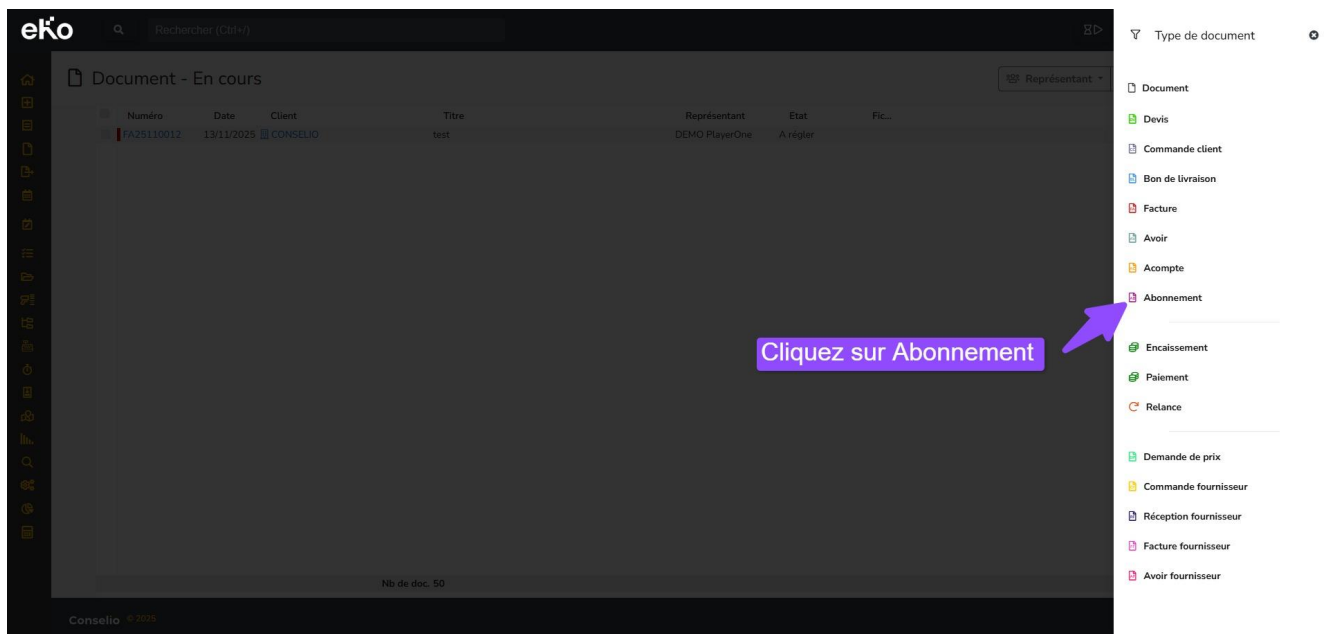 eko
Rechercher (Ctrl+/)
Type de document
Document - En cours
Représentant
Numéro Date Client Titre Représentant Etat Fic...
FA25110012 13/11/2025 CONSELIO test DEMO PlayerOne A régler
Document
Devis
Commande client
Bon de livraison
Facture
Avoir
Acompte
Abonnement
Cliquez sur Abonnement
Encaissement
Paiement
Relance
Demande de prix
Commande fournisseur
Réception fournisseur
Facture fournisseur
Avoir fournisseur
Nb de doc. 50
Conselio © 2025